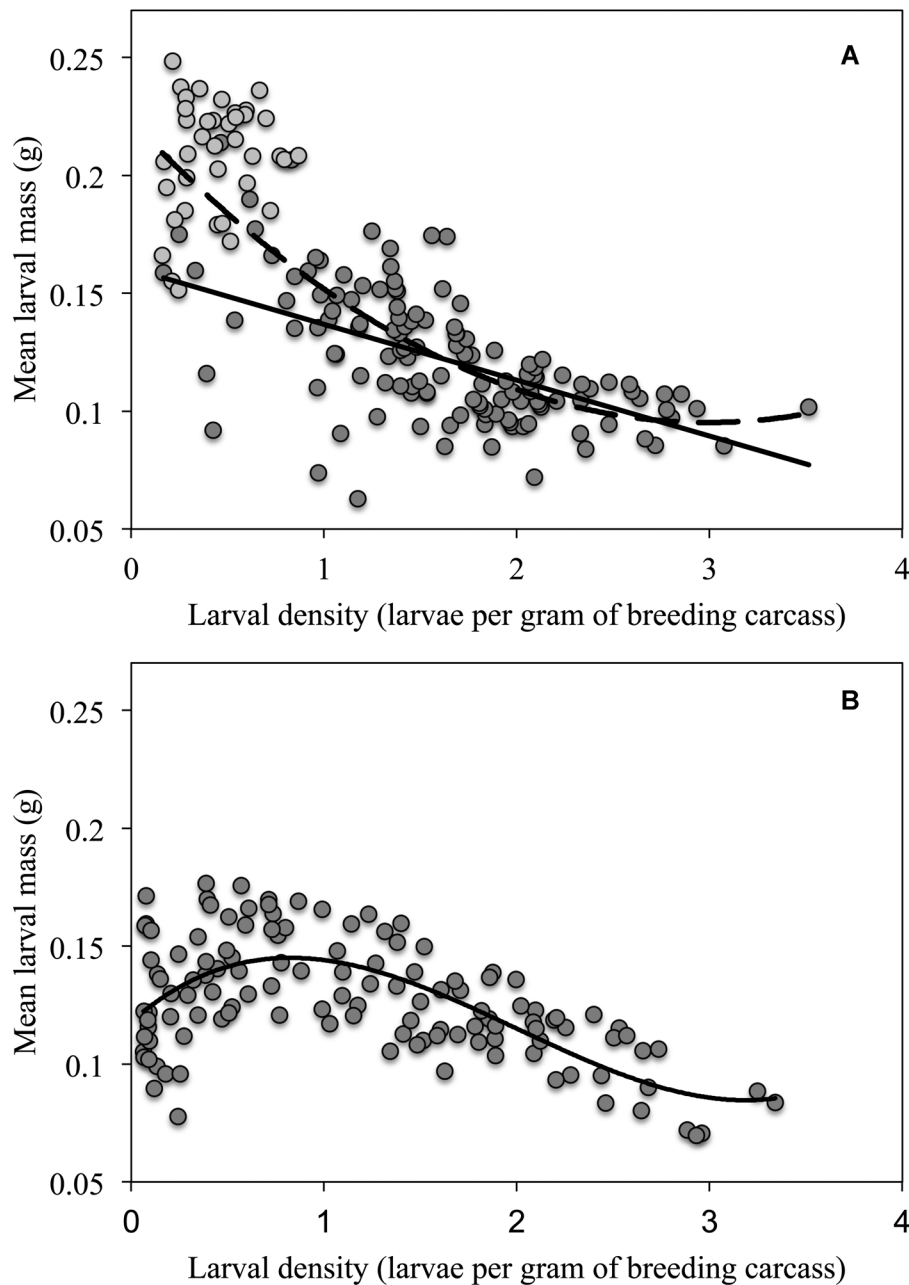 A
0.25
0.2
0.15
0.1
0.05
Mean larval mass (g)
0 1 2 3 4
Larval density (larvae per gram of breeding carcass)
B
0.25
0.2
0.15
0.1
0.05
Mean larval mass (g)
0 1 2 3 4
Larval density (larvae per gram of breeding carcass)